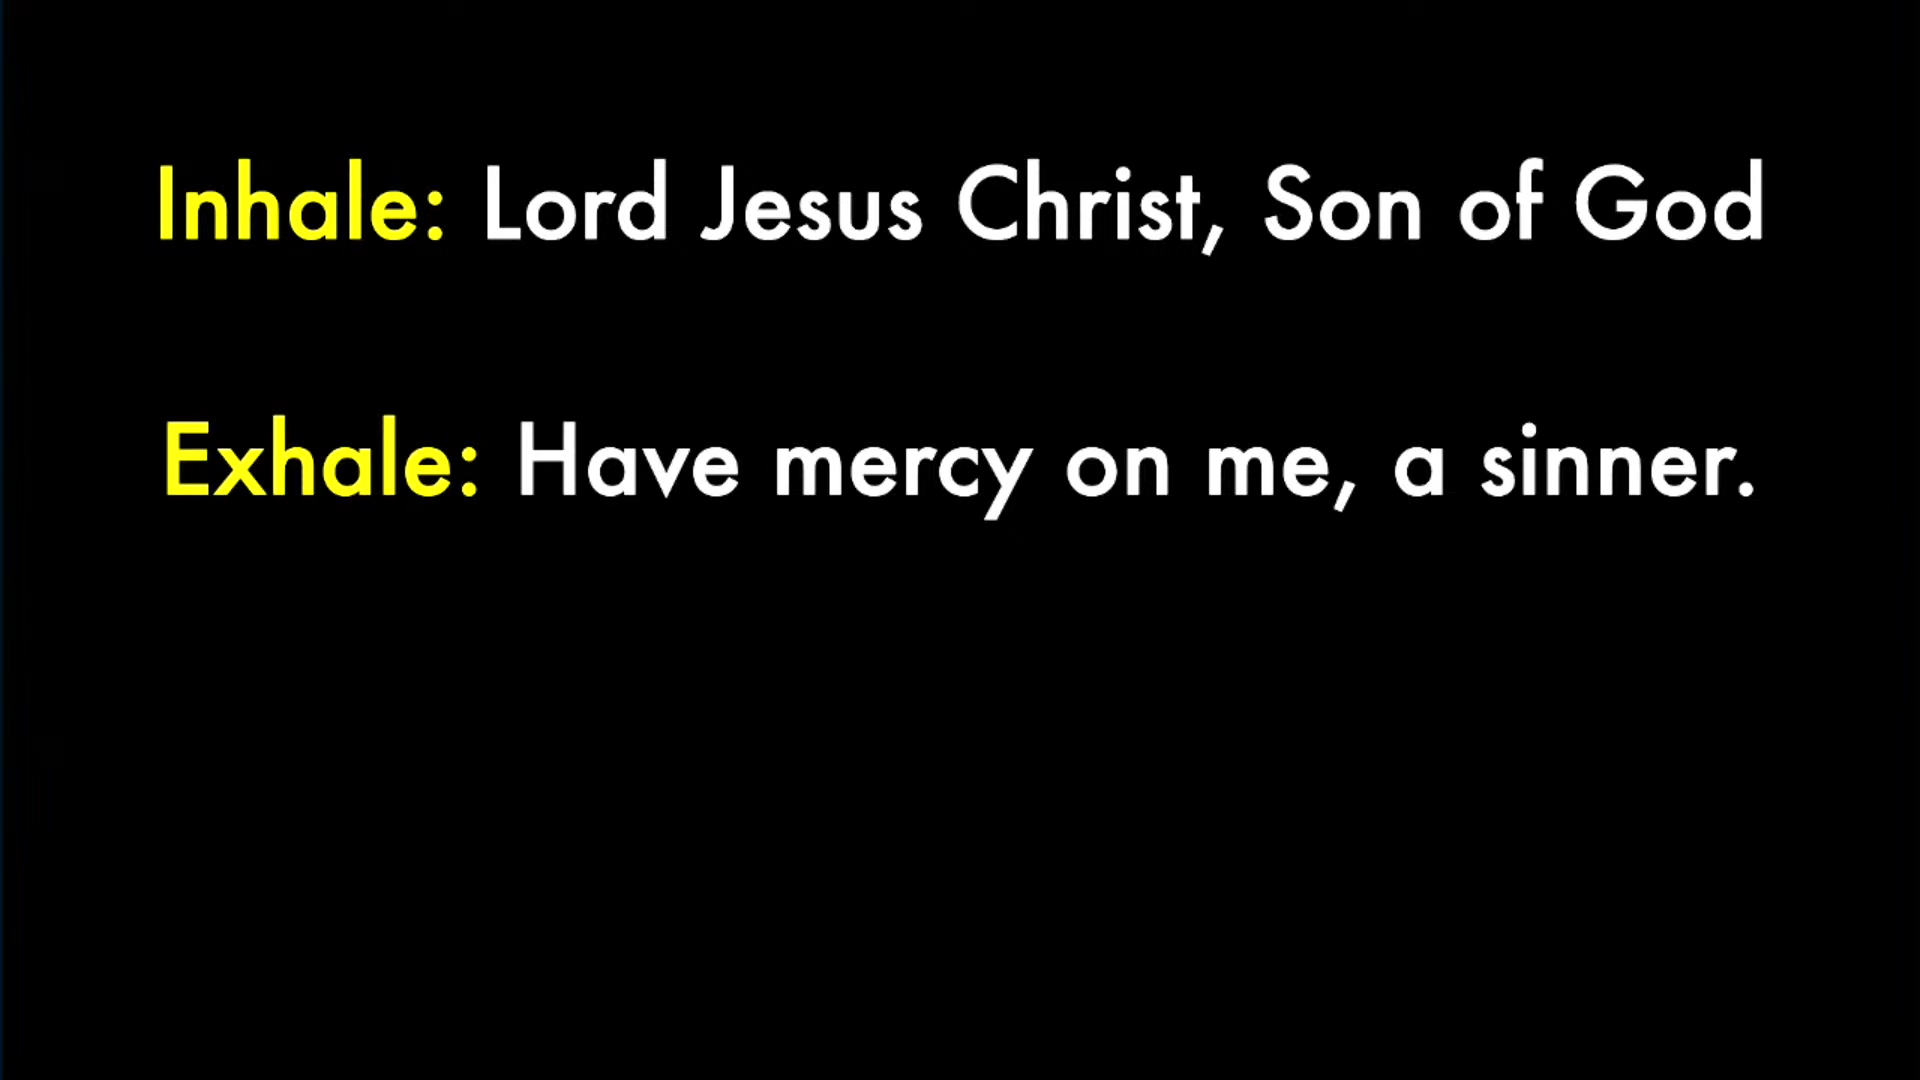 Inhale: Lord Jesus Christ, Son of God
Exhale: Have mercy on me, a sinner.